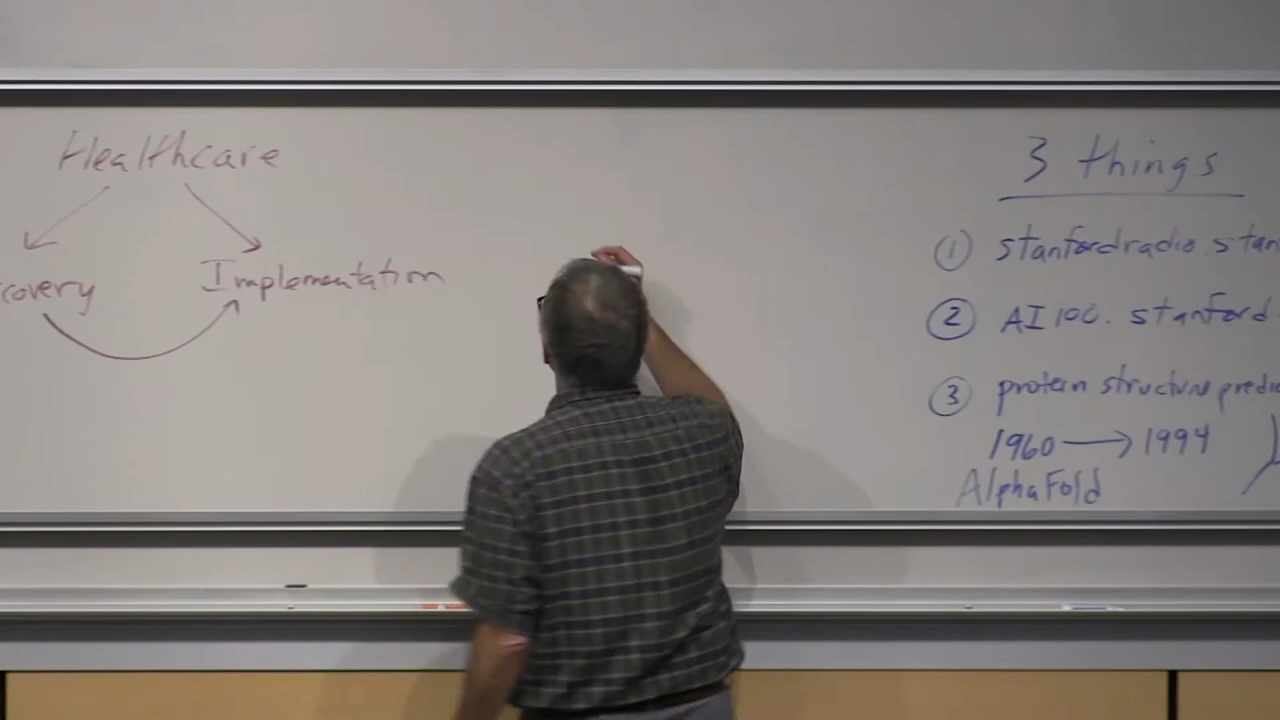 Healthcare
covery Implementation
3 things
① stanfordradio.stan
② AI100.stanford.
③ protein structure predic
1960 → 1994
AlphaFold